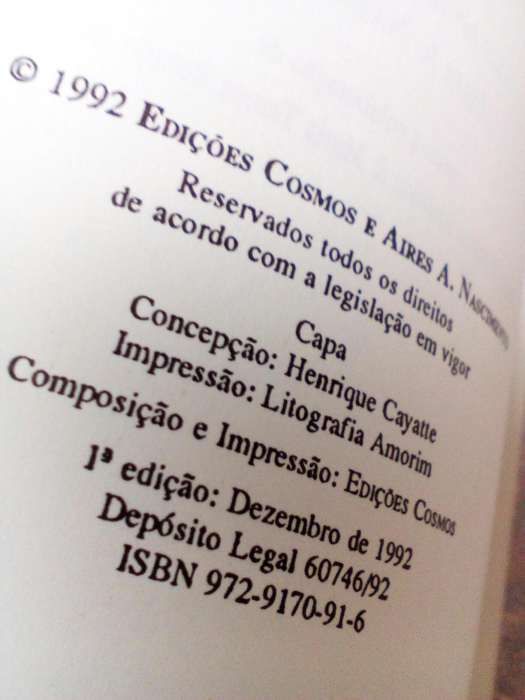 © 1992 EDIÇÕES COSMOS E AIRES A. NASCIMENTO
Reservados todos os direitos
de acordo com a legislação em vigor
Capa
Concepção: Henrique Cayatte
Impressão: Litografia Amorim
Composição e Impressão: EDIÇÕES COSMOS
1ª edição: Dezembro de 1992
Depósito Legal 60746/92
ISBN 972-9170-91-6